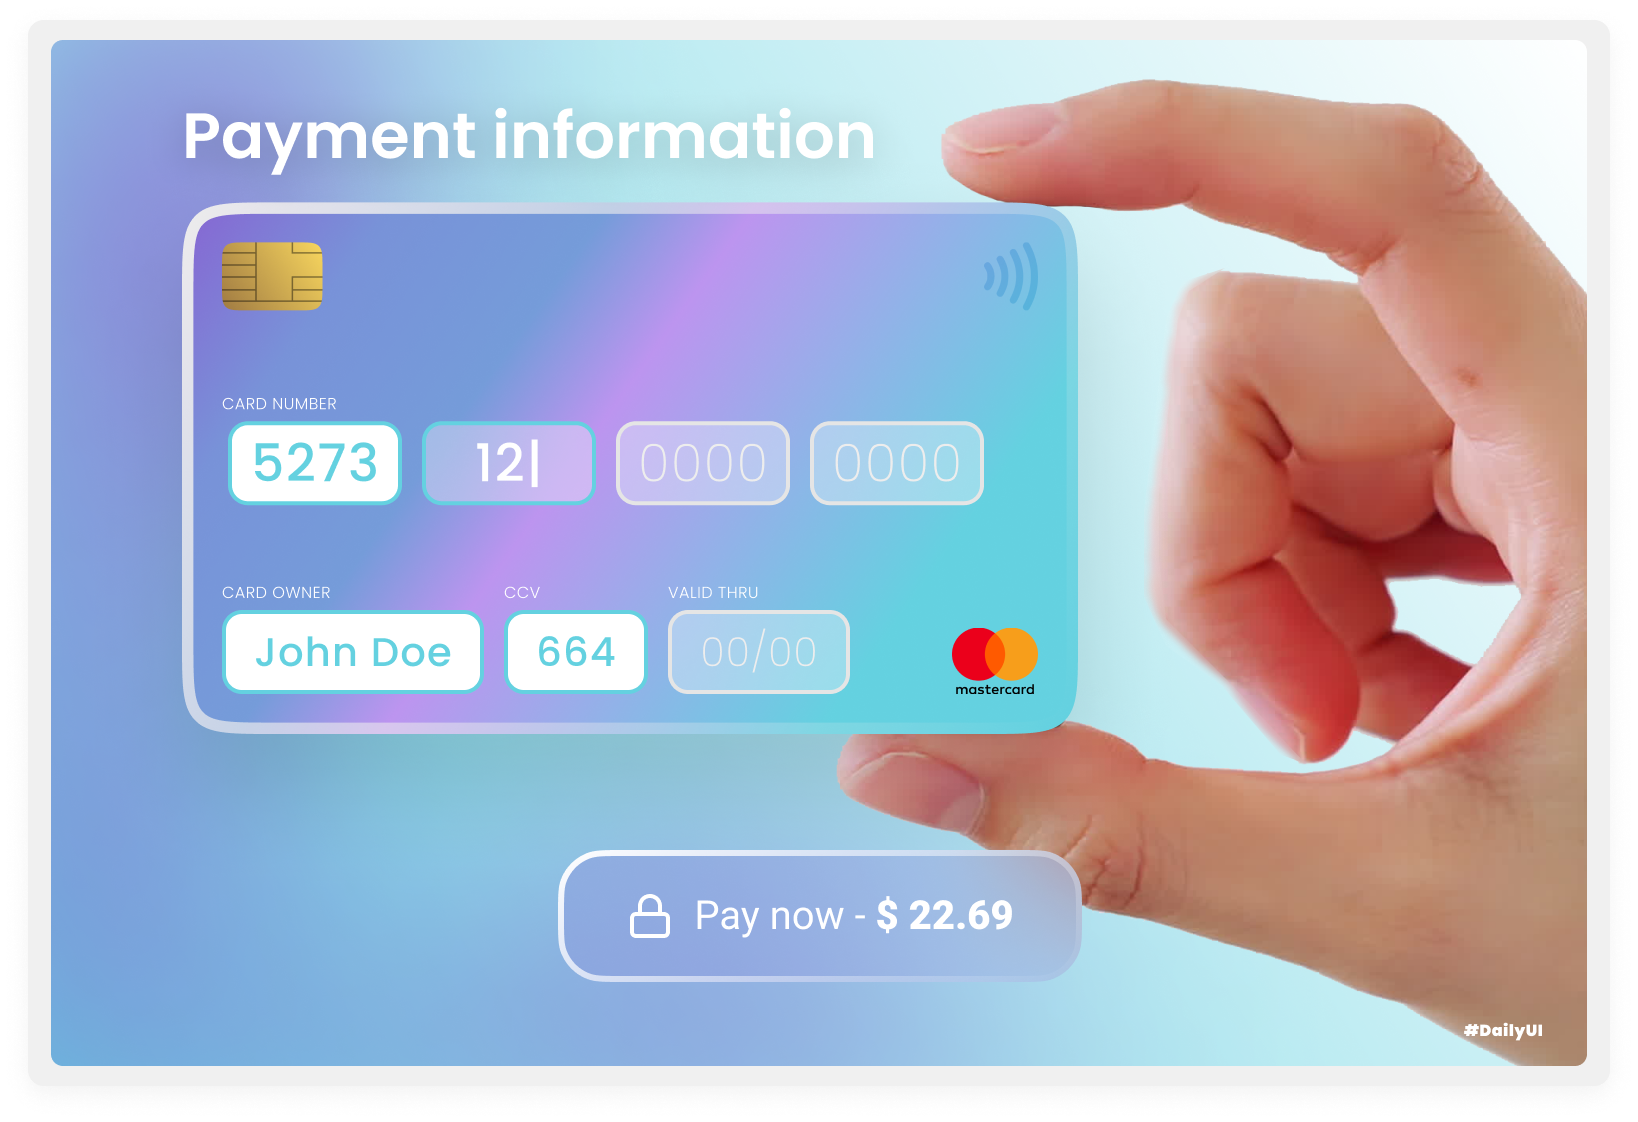 Payment information
CARD NUMBER
5273 12| 0000 0000
CARD OWNER CCV VALID THRU
John Doe 664 00/00
mastercard
Pay now - $ 22.69
#DailyUI